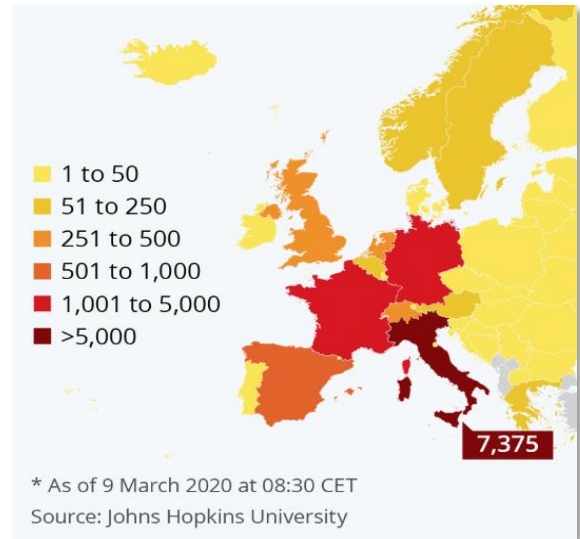 1 to 50
51 to 250
251 to 500
501 to 1,000
1,001 to 5,000
>5,000
7,375
* As of 9 March 2020 at 08:30 CET
Source: Johns Hopkins University